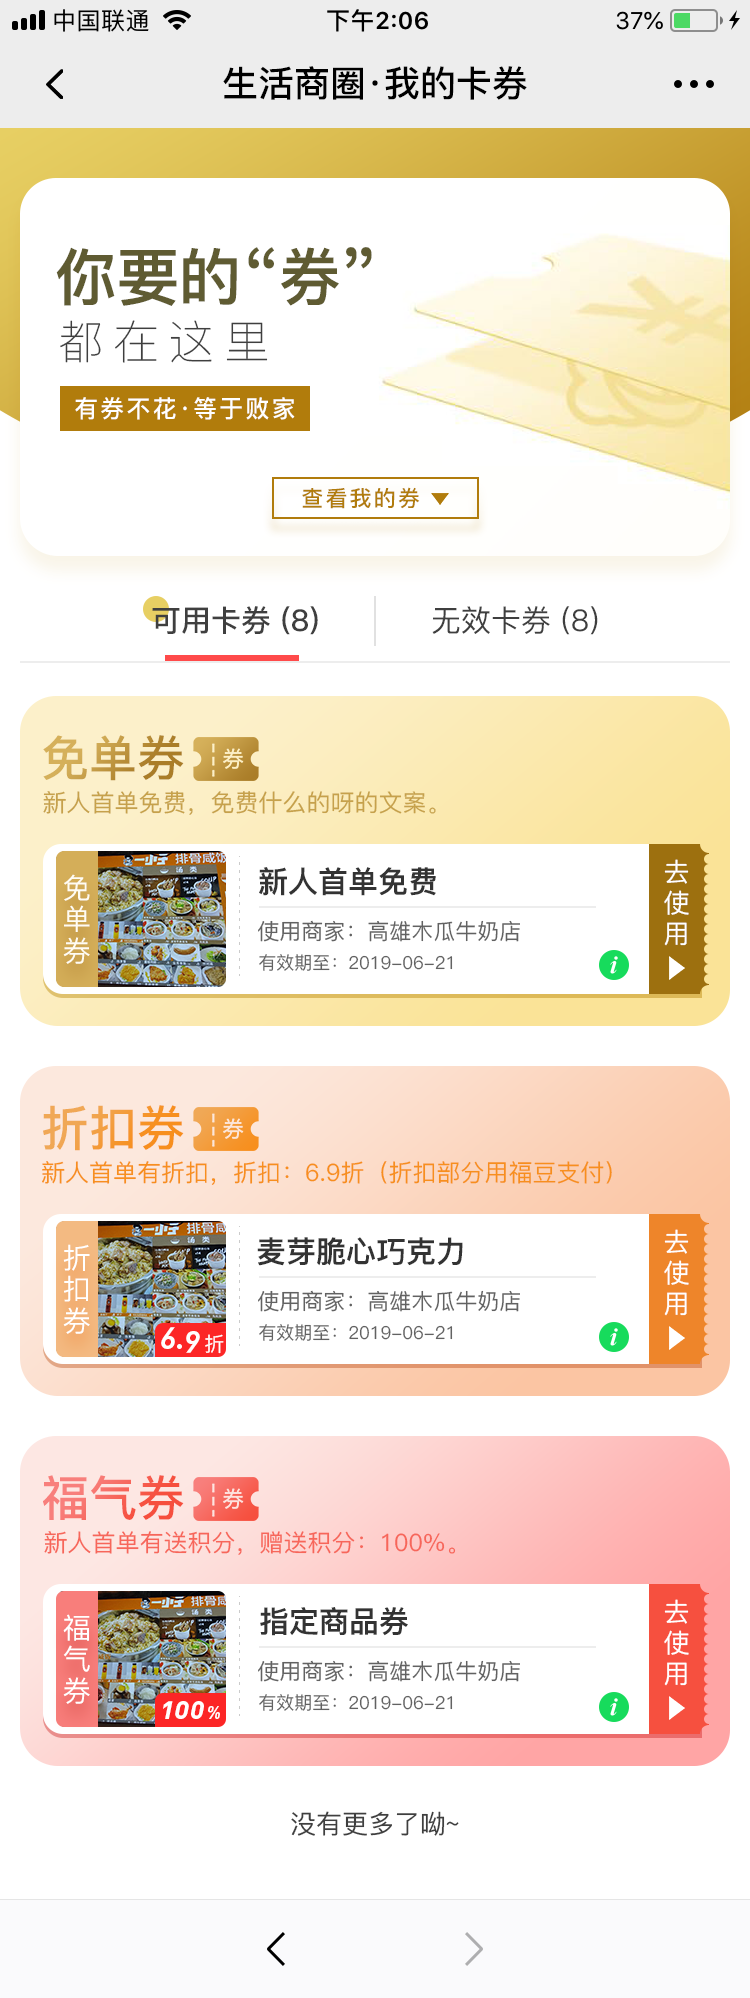 中国联通
下午2:06
37%
生活商圈·我的卡券
你要的“券”
都在这里
有券不花·等于败家
查看我的券
可用卡券 (8)
无效卡券 (8)
免单券
券
新人首单免费，免费什么的呀的文案。
免单券
排骨咸饭
汤类
新人首单免费
使用商家：高雄木瓜牛奶店
有效期至：2019-06-21
i
去使用
折扣券
券
新人首单有折扣，折扣：6.9折（折扣部分用福豆支付）
折扣券
排骨咸
汤类
6.9折
麦芽脆心巧克力
使用商家：高雄木瓜牛奶店
有效期至：2019-06-21
i
去使用
福气券
券
新人首单有送积分，赠送积分：100%。
福气券
排骨咸
汤类
100%
指定商品券
使用商家：高雄木瓜牛奶店
有效期至：2019-06-21
i
去使用
没有更多了呦~